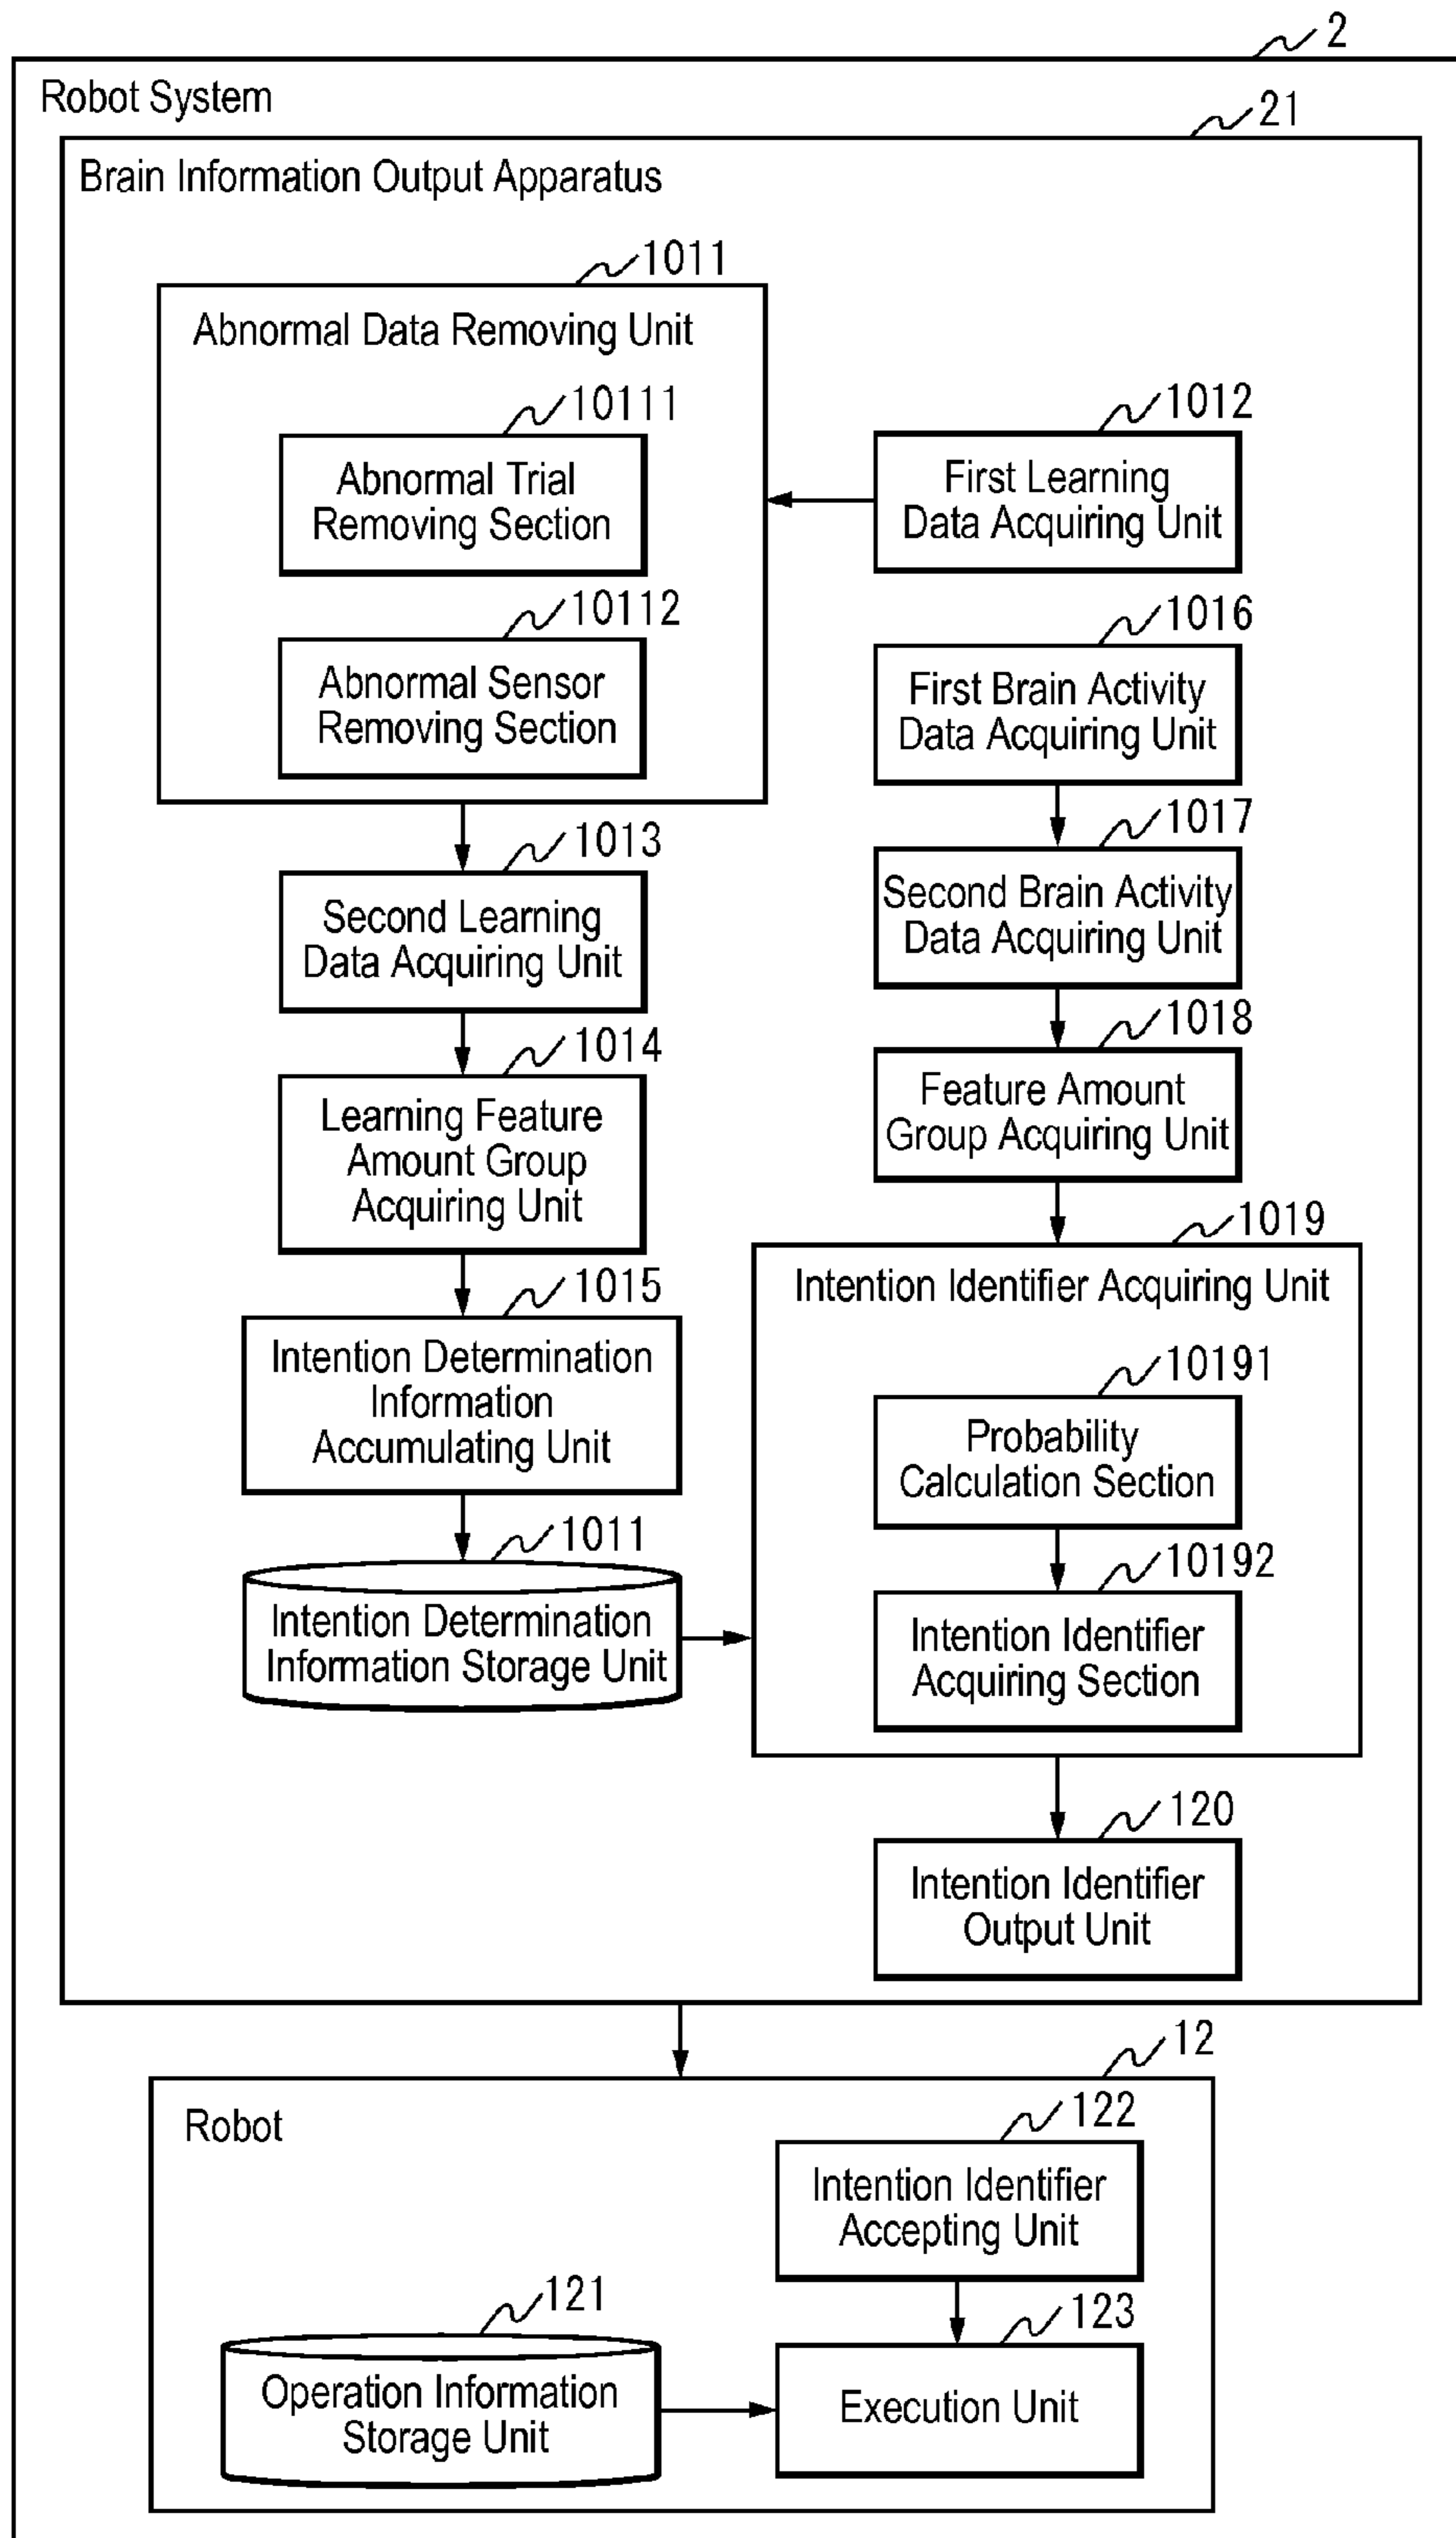 2
Robot System
21
Brain Information Output Apparatus
1011
Abnormal Data Removing Unit
10111
Abnormal Trial
Removing Section
1012
First Learning
Data Acquiring Unit
10112
Abnormal Sensor
Removing Section
1016
First Brain Activity
Data Acquiring Unit
1013
Second Learning
Data Acquiring Unit
1017
Second Brain Activity
Data Acquiring Unit
1014
Learning Feature
Amount Group
Acquiring Unit
1018
Feature Amount
Group Acquiring Unit
1015
Intention Determination
Information
Accumulating Unit
1019
Intention Identifier Acquiring Unit
10191
Probability
Calculation Section
1011
Intention Determination
Information Storage Unit
10192
Intention Identifier
Acquiring Section
120
Intention Identifier
Output Unit
12
Robot
122
Intention Identifier
Accepting Unit
121
Operation Information
Storage Unit
123
Execution Unit